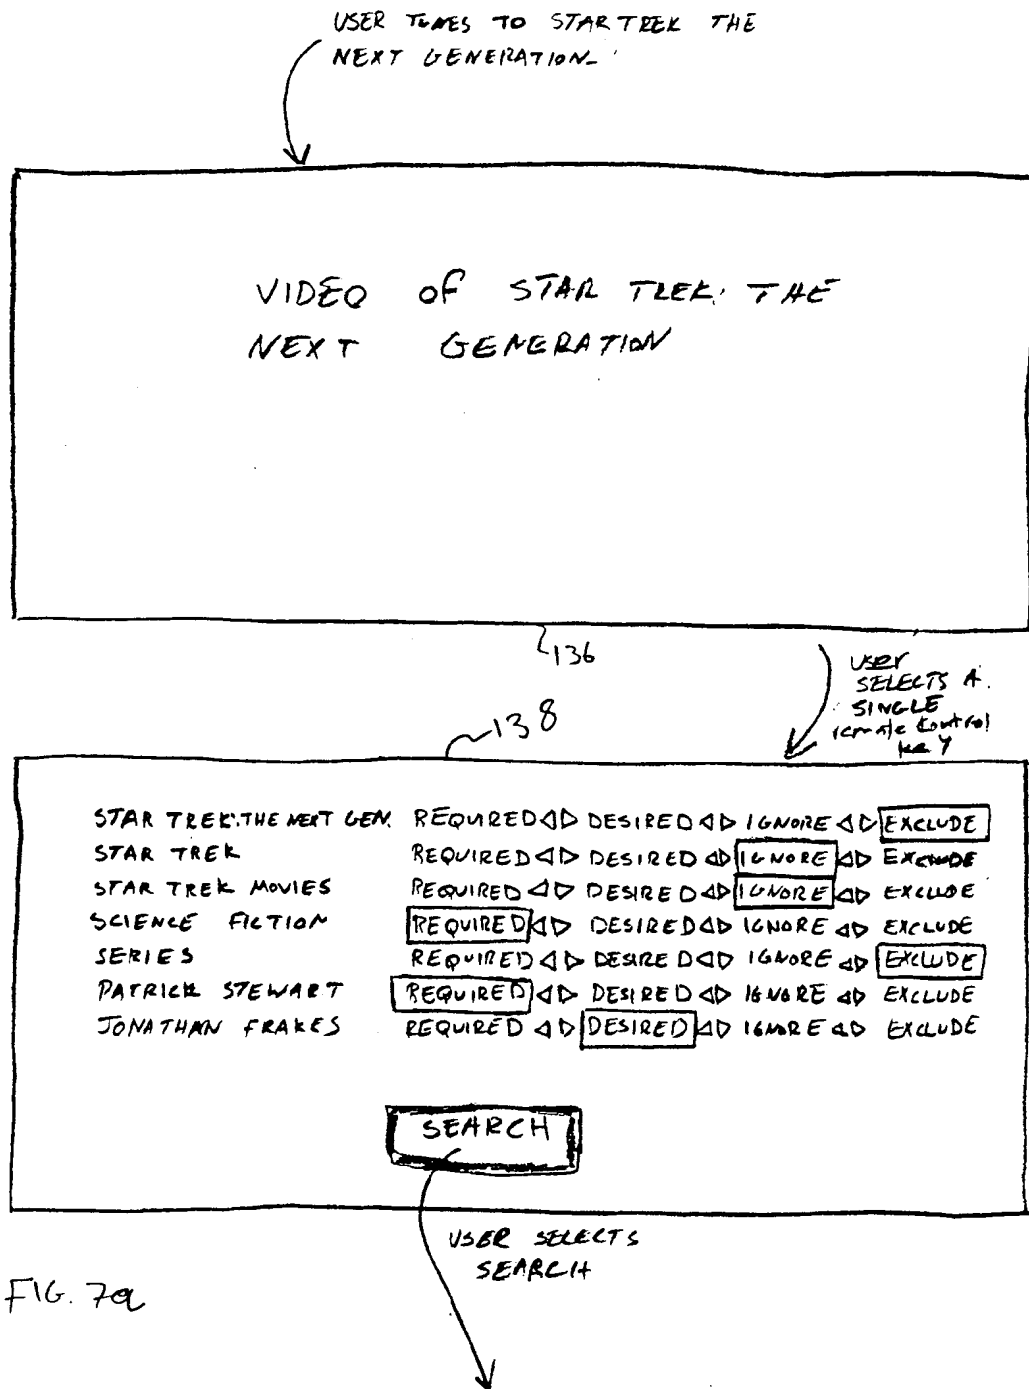 USER TUNES TO STAR TREK THE
NEXT GENERATION
VIDEO OF STAR TREK: THE
NEXT GENERATION
136
USER
SELECTS A
SINGLE
remote control
key
138
STAR TREK: THE NEXT GEN. REQUIRED ◁▷ DESIRED ◁▷ IGNORE ◁▷ EXCLUDE
STAR TREK REQUIRED ◁▷ DESIRED ◁▷ IGNORE ◁▷ EXCLUDE
STAR TREK MOVIES REQUIRED ◁▷ DESIRED ◁▷ IGNORE ◁▷ EXCLUDE
SCIENCE FICTION REQUIRED ◁▷ DESIRED ◁▷ IGNORE ◁▷ EXCLUDE
SERIES REQUIRED ◁▷ DESIRED ◁▷ IGNORE ◁▷ EXCLUDE
PATRICK STEWART REQUIRED ◁▷ DESIRED ◁▷ IGNORE ◁▷ EXCLUDE
JONATHAN FRAKES REQUIRED ◁▷ DESIRED ◁▷ IGNORE ◁▷ EXCLUDE
SEARCH
USER SELECTS
SEARCH
FIG. 7a